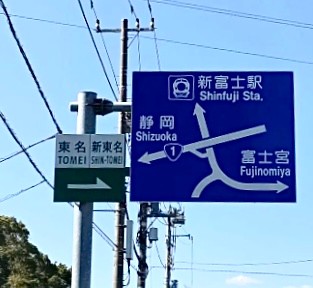 新富士駅
Shinfuji Sta.
静岡
Shizuoka
1
富士宮
Fujinomiya
東名
TOMEI
新東名
SHIN-TOMEI